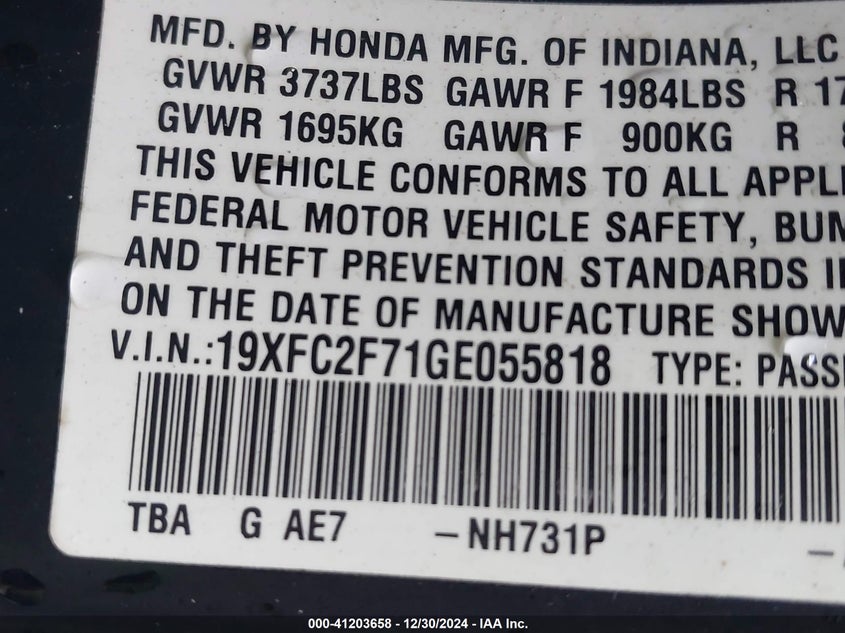 MFD. BY HONDA MFG. OF INDIANA, LLC
GVWR 3737LBS GAWR F 1984LBS R 17
GVWR 1695KG GAWR F 900KG R 8
THIS VEHICLE CONFORMS TO ALL APPLI
FEDERAL MOTOR VEHICLE SAFETY, BUM
AND THEFT PREVENTION STANDARDS I
ON THE DATE OF MANUFACTURE SHOW
V.I.N.:19XFC2F71GE055818 TYPE: PASS
TBA G AE7 –NH731P –
000-41203658 - 12/30/2024 - IAA Inc.